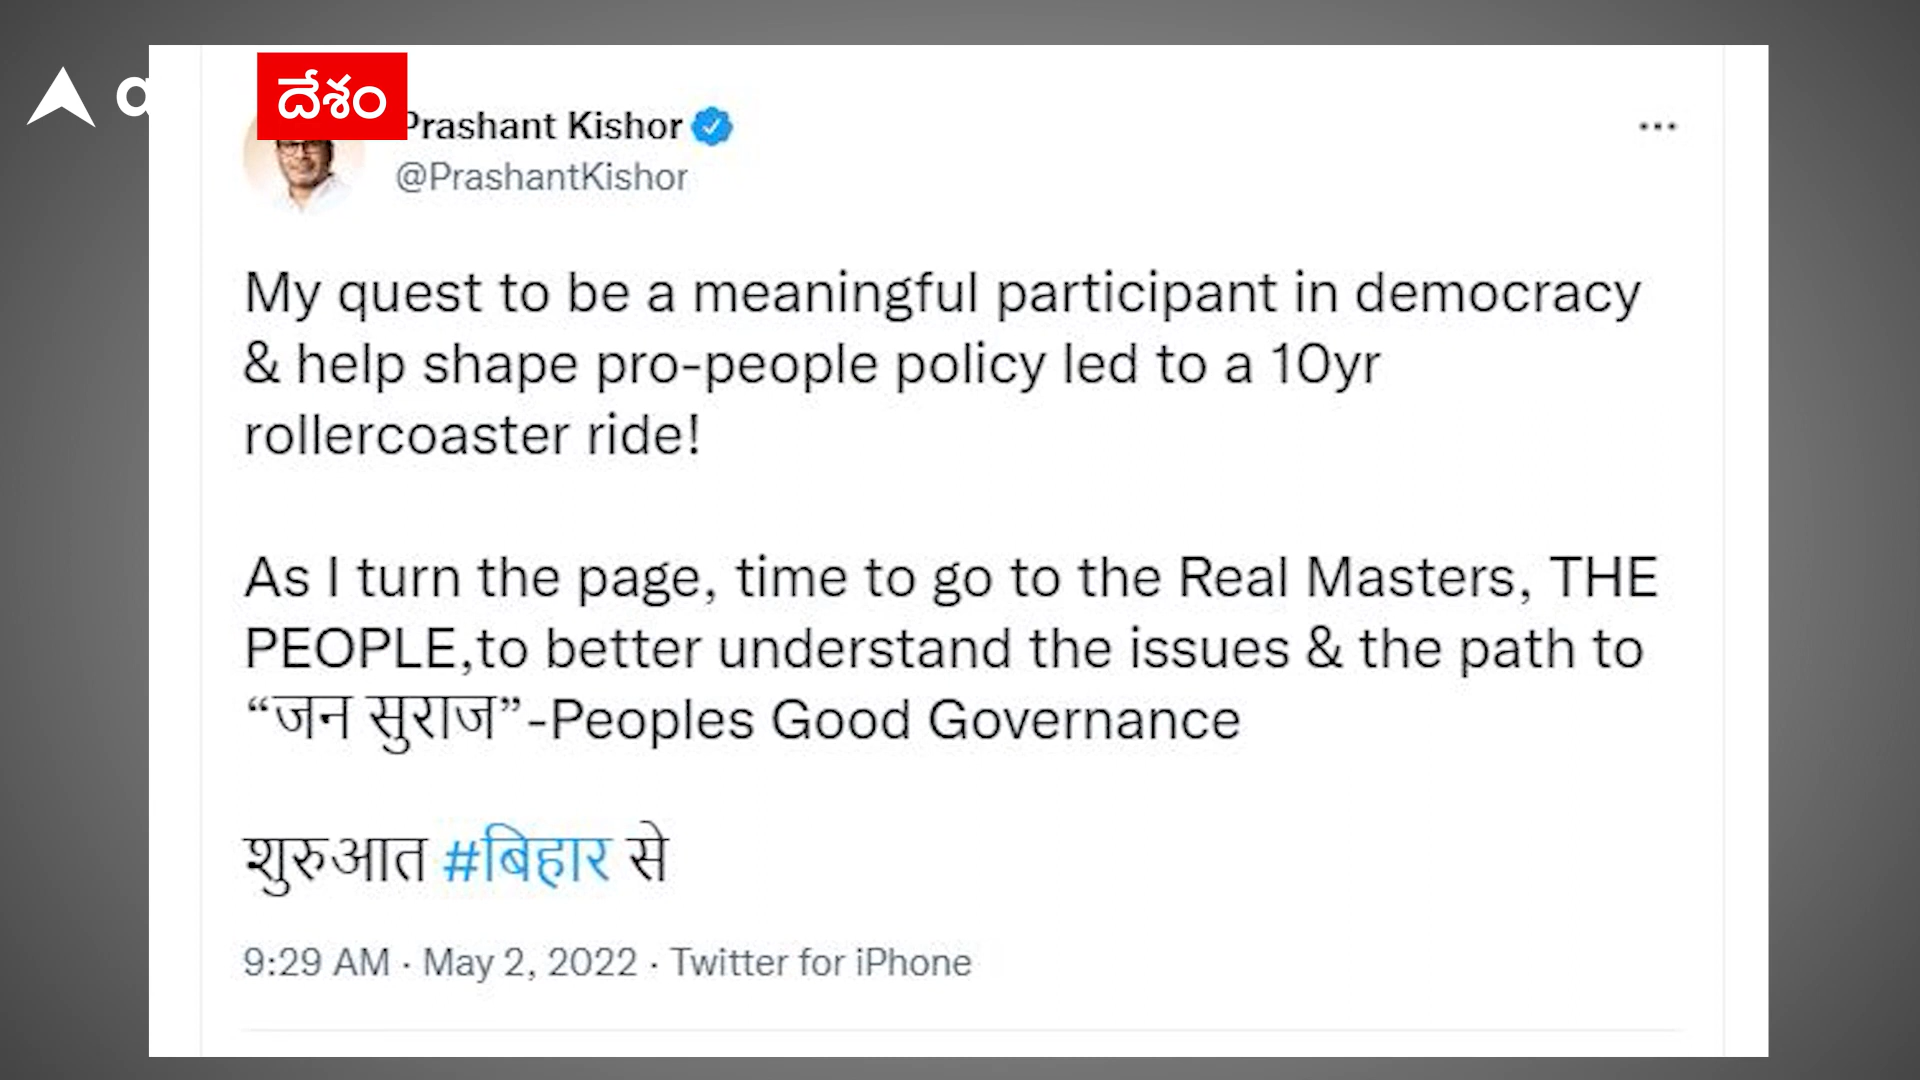 దేశం
Prashant Kishor
@PrashantKishor
My quest to be a meaningful participant in democracy
& help shape pro-people policy led to a 10yr
rollercoaster ride!
As I turn the page, time to go to the Real Masters, THE
PEOPLE,to better understand the issues & the path to
“जन सुराज”-Peoples Good Governance
शुरुआत #बिहार से
9:29 AM · May 2, 2022 · Twitter for iPhone